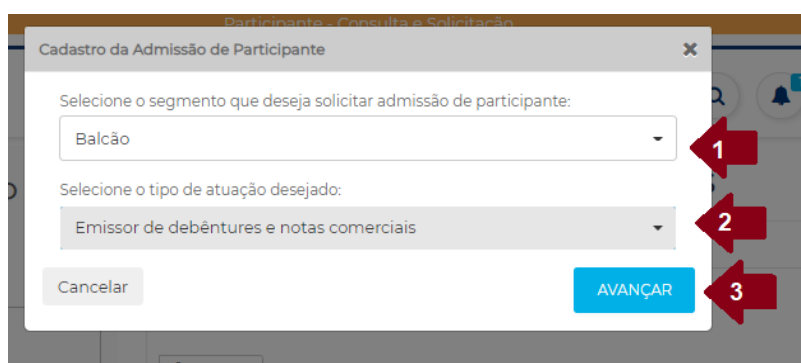 Participante - Consulta e Solicitação
Cadastro da Admissão de Participante
Selecione o segmento que deseja solicitar admissão de participante:
Balcão
1
Selecione o tipo de atuação desejado:
Emissor de debêntures e notas comerciais
2
Cancelar
AVANÇAR
3